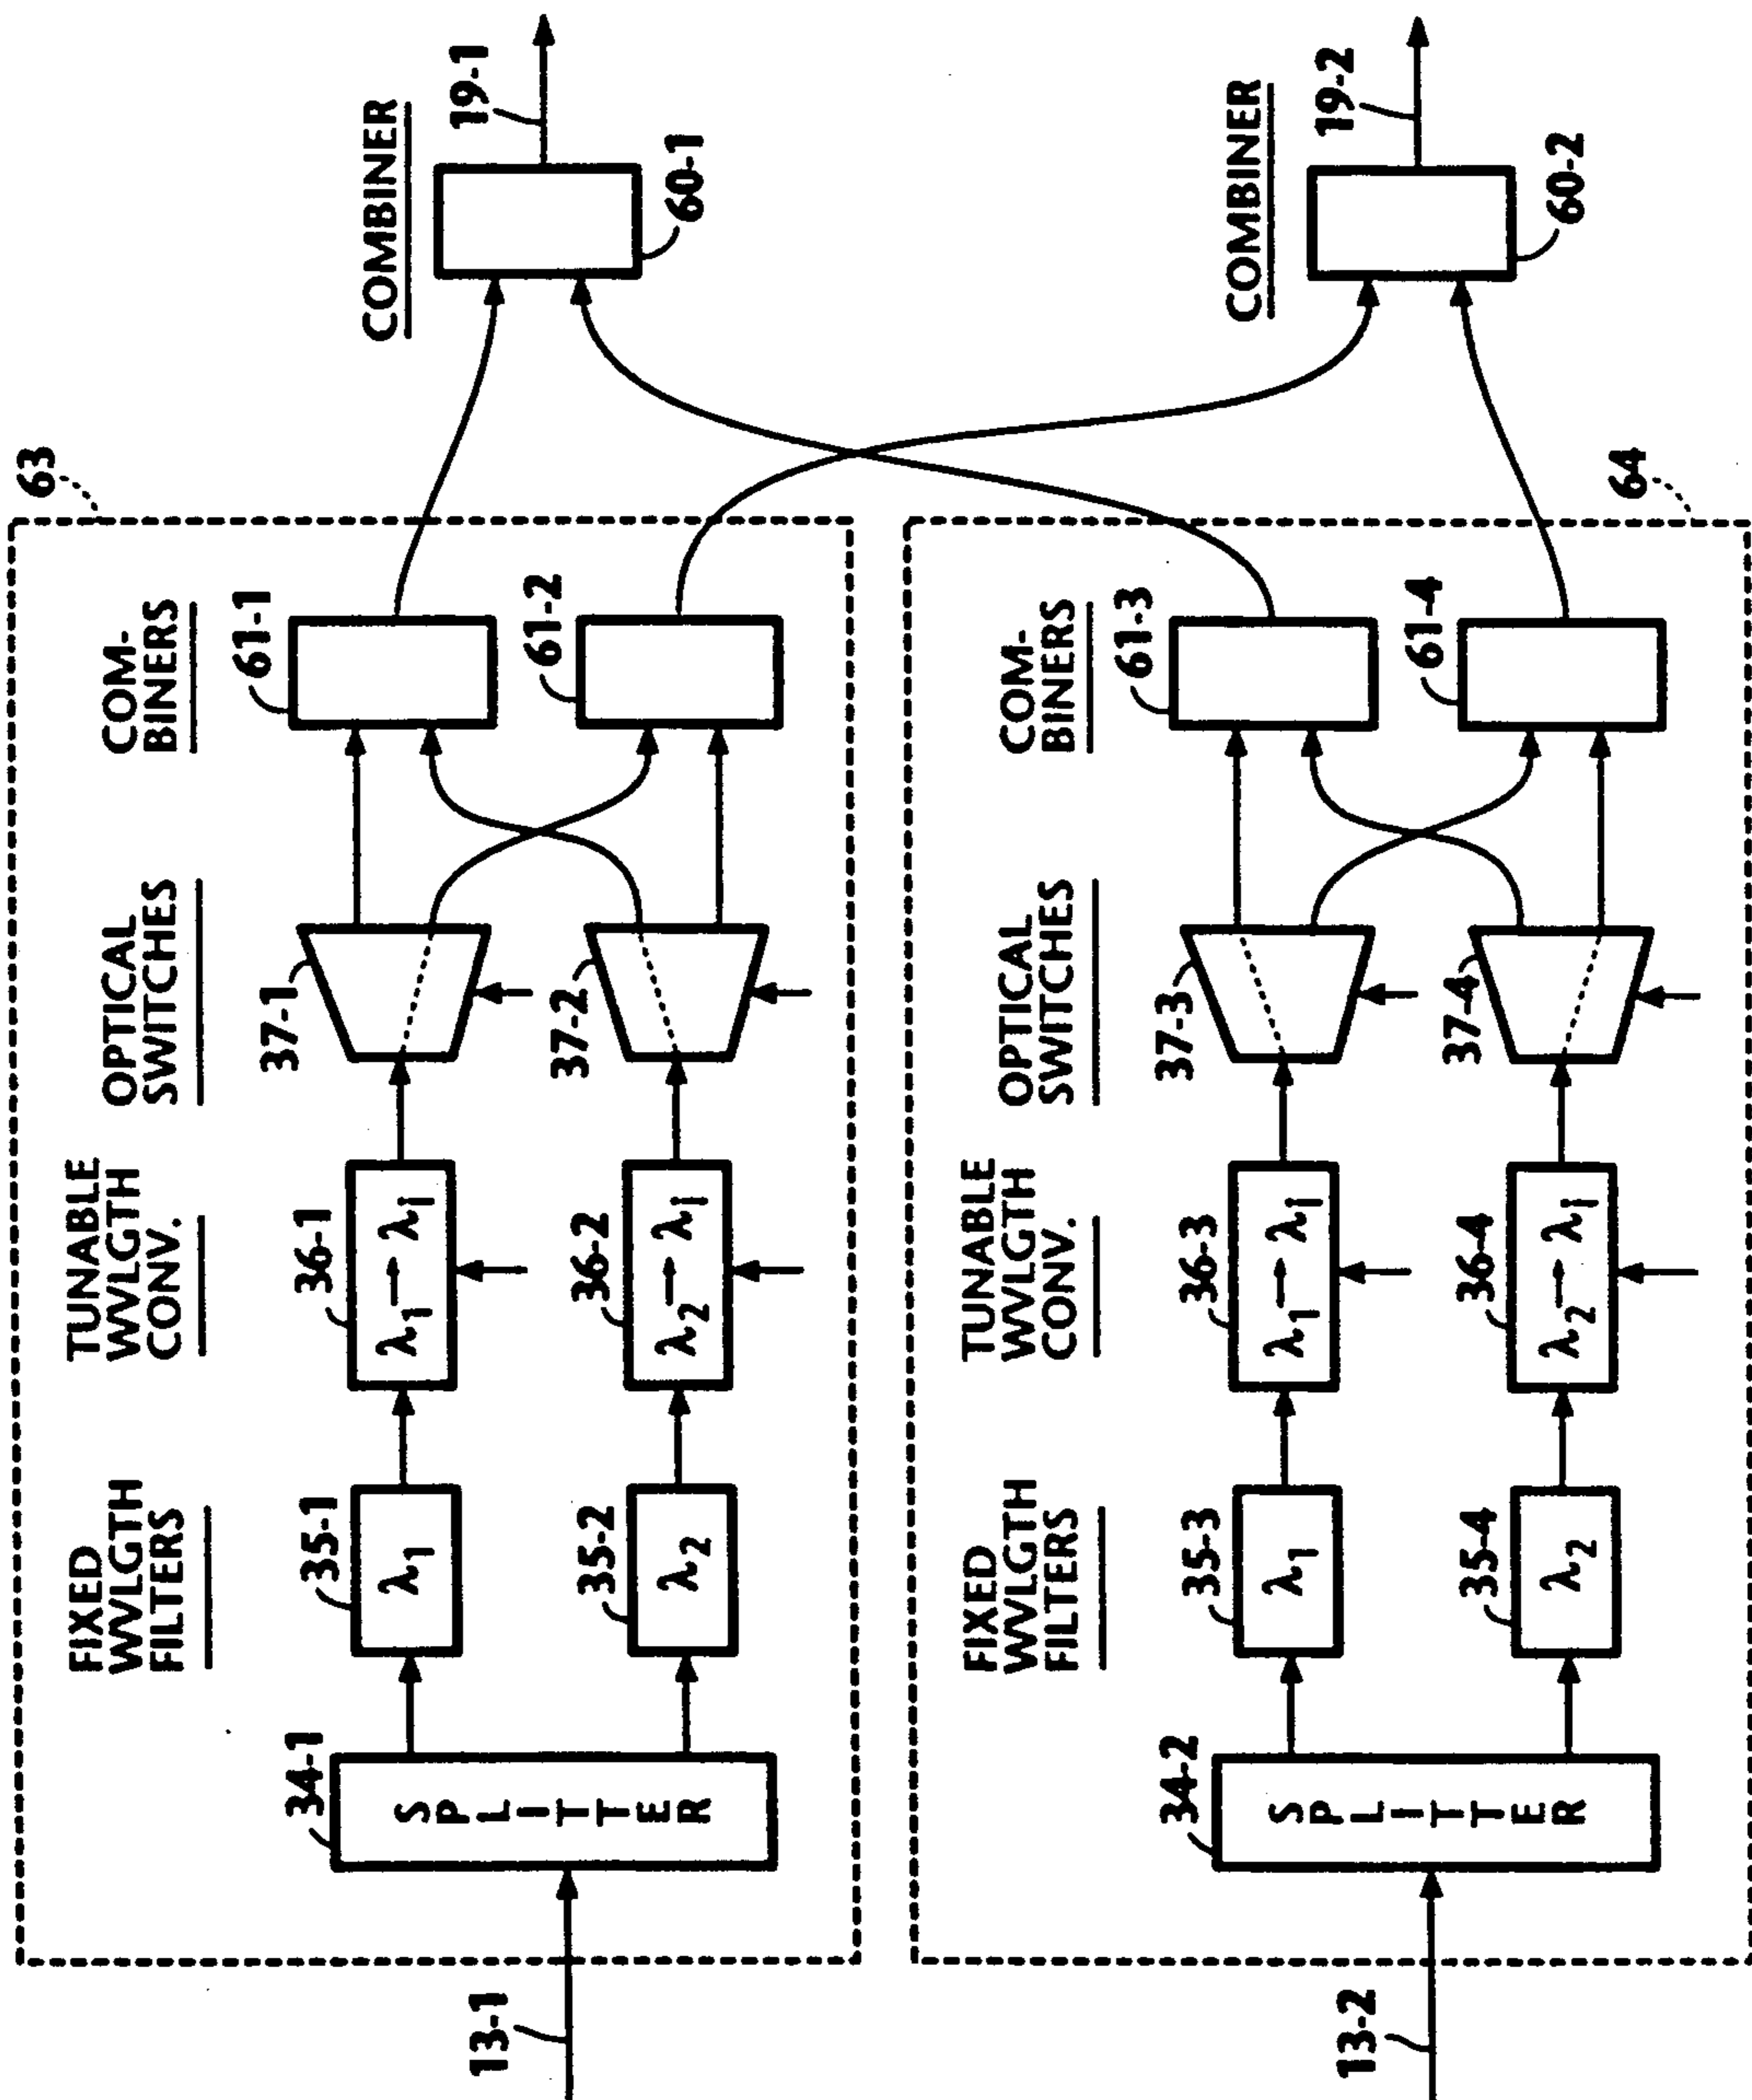 63
FIXED
WVLGTH
FILTERS
TUNABLE
WVLGTH
CONV.
OPTICAL
SWITCHES
COM-
BINERS
COMBINER
13-1
34-1
SPLITTER
35-1
λ1
36-1
λ1 → λi
37-1
61-1
60-1
19-1
35-2
λ2
36-2
λ2 → λi
37-2
61-2
64
FIXED
WVLGTH
FILTERS
TUNABLE
WVLGTH
CONV.
OPTICAL
SWITCHES
COM-
BINERS
COMBINER
13-2
34-2
SPLITTER
35-3
λ1
36-3
λ1 → λi
37-3
61-3
60-2
19-2
35-4
λ2
36-4
λ2 → λi
37-4
61-4